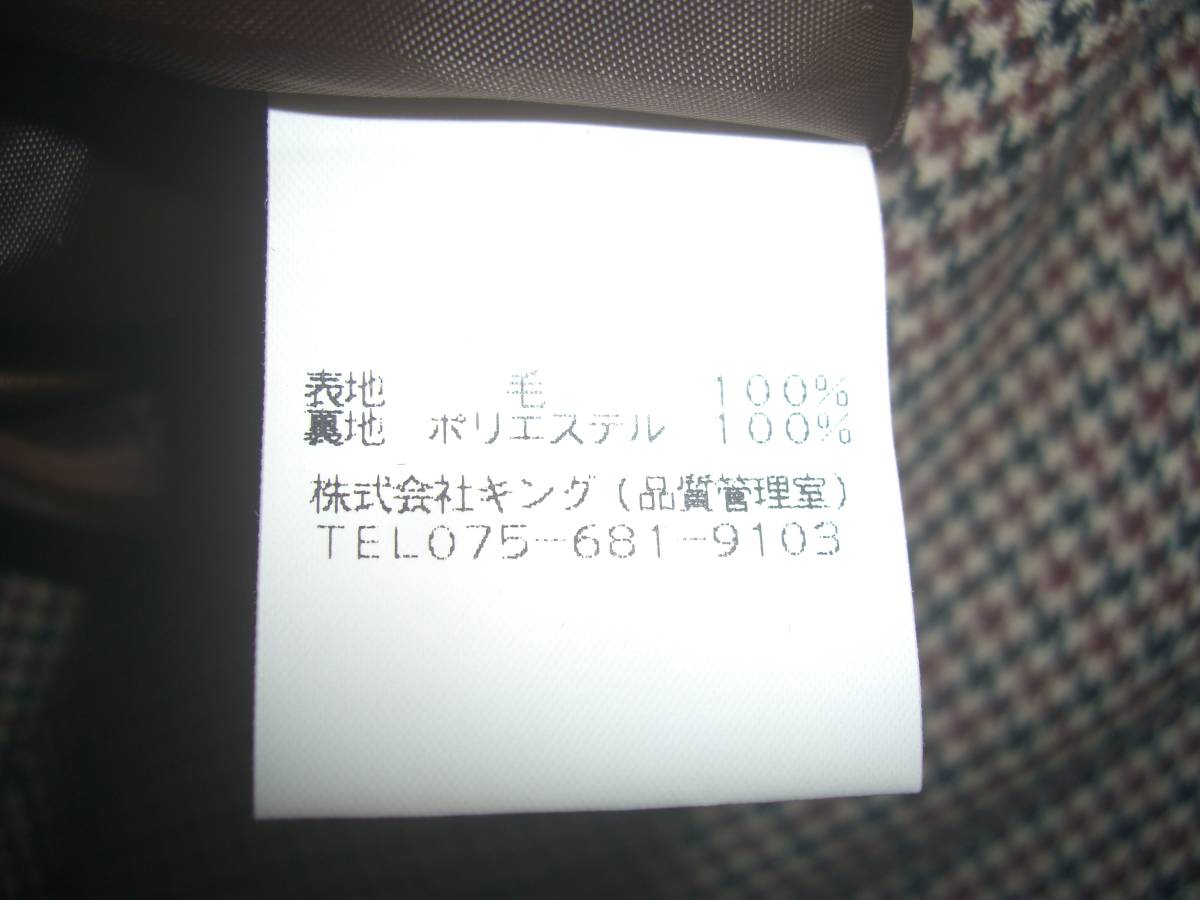 表地 毛 100%
裏地 ポリエステル 100%
株式会社キング(品質管理室)
TEL075-681-9103